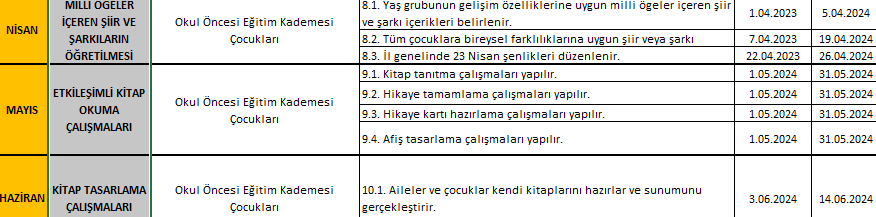 NİSAN
MİLLİ ÖGELER
İÇEREN ŞİİR VE
ŞARKILARIN
ÖĞRETİLMESİ
Okul Öncesi Eğitim Kademesi
Çocukları
8.1. Yaş grubunun gelişim özelliklerine uygun milli ögeler içeren şiir
ve şarkı içerikleri belirlenir.
1.04.2023
5.04.2024
8.2. Tüm çocuklara bireysel farklılıklarına uygun şiir veya şarkı
7.04.2023
19.04.2024
8.3. İl genelinde 23 Nisan şenlikleri düzenlenir.
22.04.2023
26.04.2024
MAYIS
ETKİLEŞİMLİ KİTAP
OKUMA
ÇALIŞMALARI
Okul Öncesi Eğitim Kademesi
Çocukları
9.1. Kitap tanıtma çalışmaları yapılır.
1.05.2024
31.05.2024
9.2. Hikaye tamamlama çalışmaları yapılır.
1.05.2024
31.05.2024
9.3. Hikaye kartı hazırlama çalışmaları yapılır.
1.05.2024
31.05.2024
9.4. Afiş tasarlama çalışmaları yapılır.
1.05.2024
31.05.2024
HAZİRAN
KİTAP TASARLAMA
ÇALIŞMALARI
Okul Öncesi Eğitim Kademesi
Çocukları
10.1. Aileler ve çocuklar kendi kitaplarını hazırlar ve sunumunu
gerçekleştirir.
3.06.2024
14.06.2024